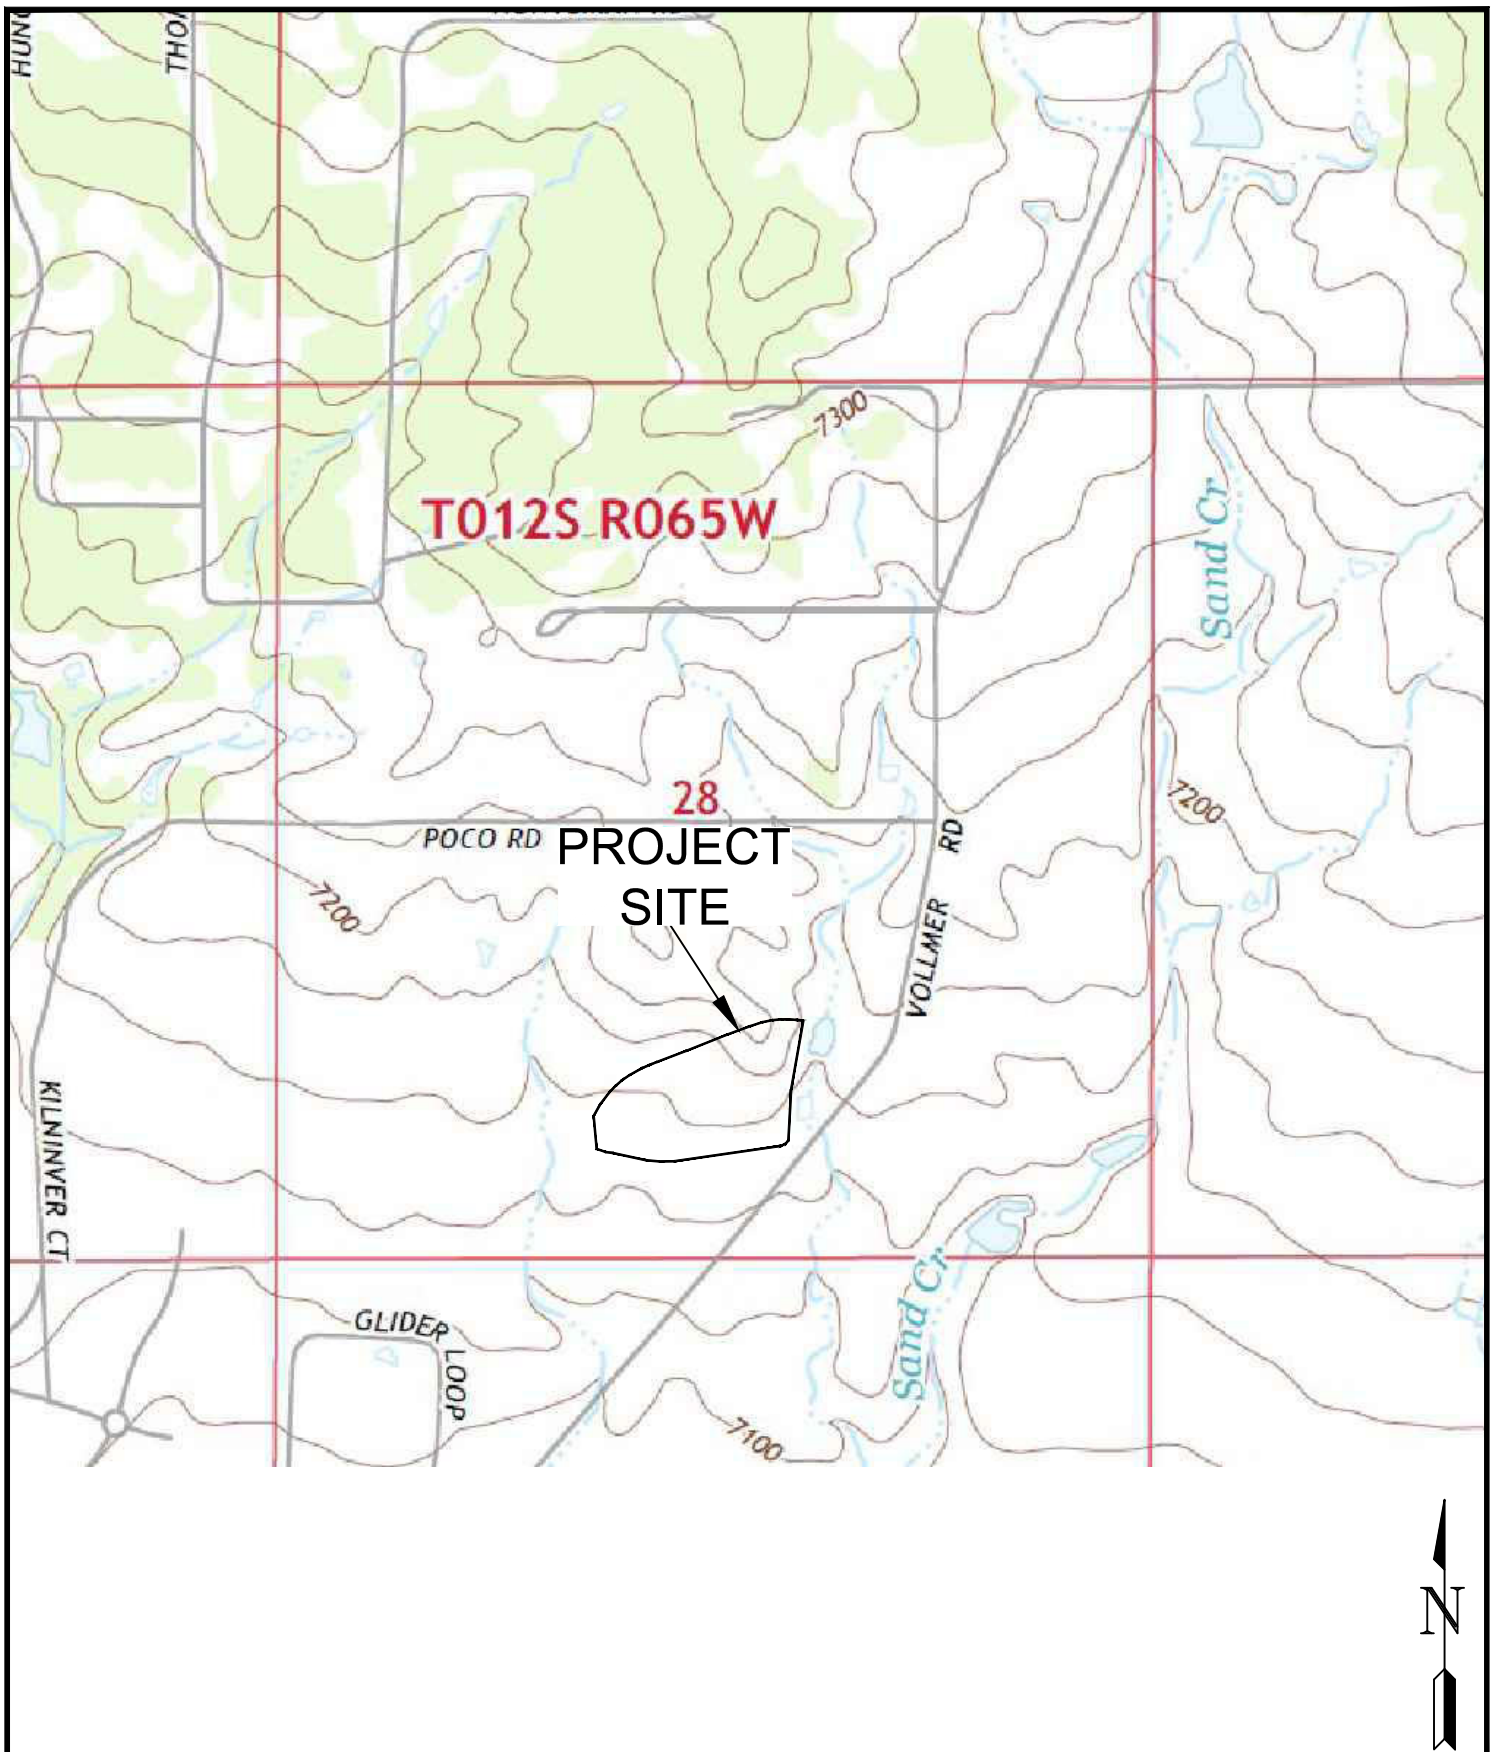 7300
T012S R065W
Sand Cr
28
7200
POCO RD
PROJECT
SITE
RD
7200
VOLLMER
KILNINVER CT
Sand Cr
GLIDER
LOOP
7100
N